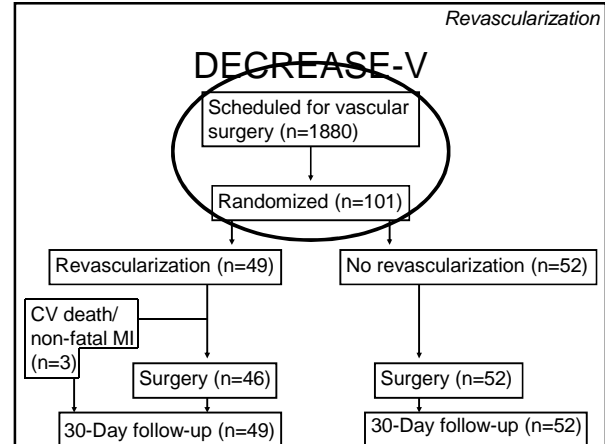 Revascularization
DECREASE-V
Scheduled for vascular
surgery (n=1880)
Randomized (n=101)
Revascularization (n=49)
No revascularization (n=52)
CV death/
non-fatal MI
(n=3)
Surgery (n=46)
Surgery (n=52)
30-Day follow-up (n=49)
30-Day follow-up (n=52)